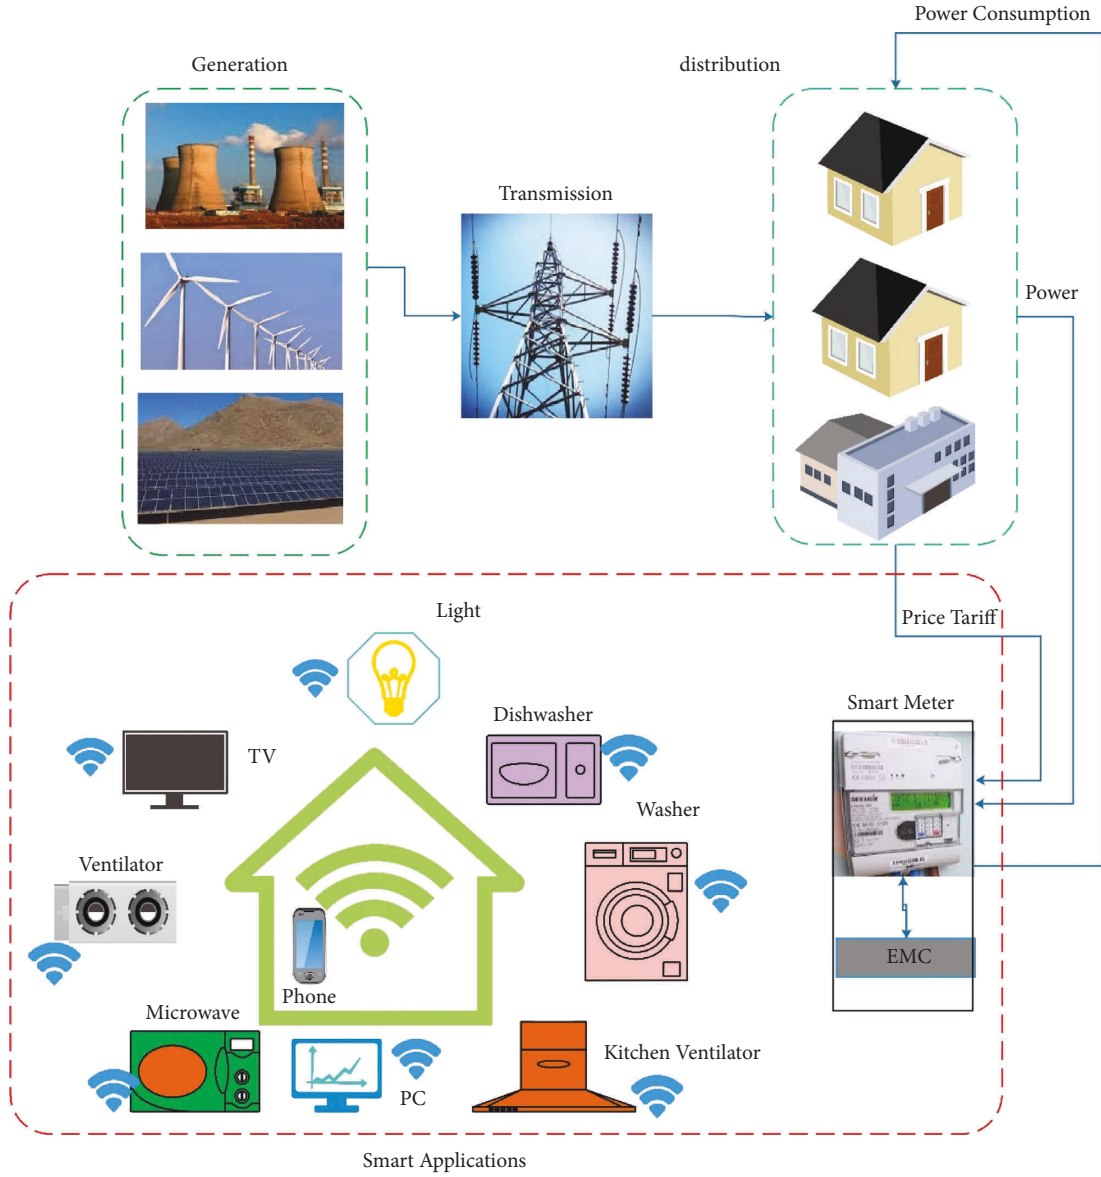 Power Consumption
Generation
distribution
Transmission
Power
Price Tariff
Light
Smart Meter
Dishwasher
TV
Washer
Ventilator
EMC
Phone
Microwave
Kitchen Ventilator
PC
Smart Applications